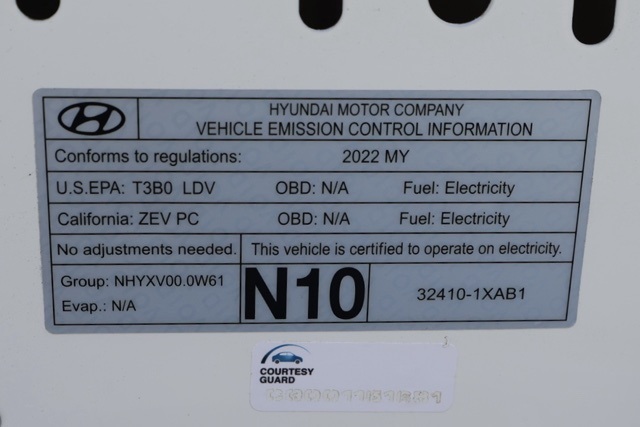 HYUNDAI MOTOR COMPANY
VEHICLE EMISSION CONTROL INFORMATION
Conforms to regulations: 2022 MY
U.S.EPA: T3B0 LDV OBD: N/A Fuel: Electricity
California: ZEV PC OBD: N/A Fuel: Electricity
No adjustments needed. This vehicle is certified to operate on electricity.
Group: NHYXV00.0W61
Evap.: N/A
N10
32410-1XAB1
COURTESY
GUARD